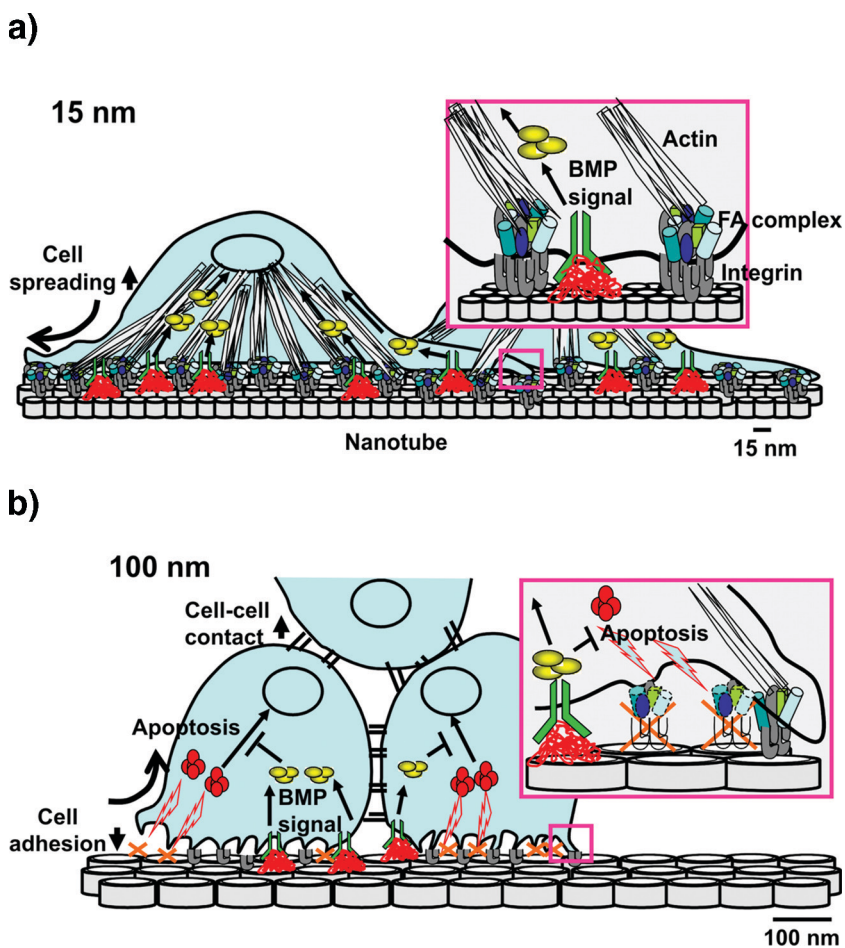 a)
15 nm
Actin
BMP
signal
FA complex
Integrin
Cell
spreading
Nanotube
15 nm
b)
100 nm
Cell-cell
contact
Apoptosis
Apoptosis
BMP
signal
Cell
adhesion
100 nm